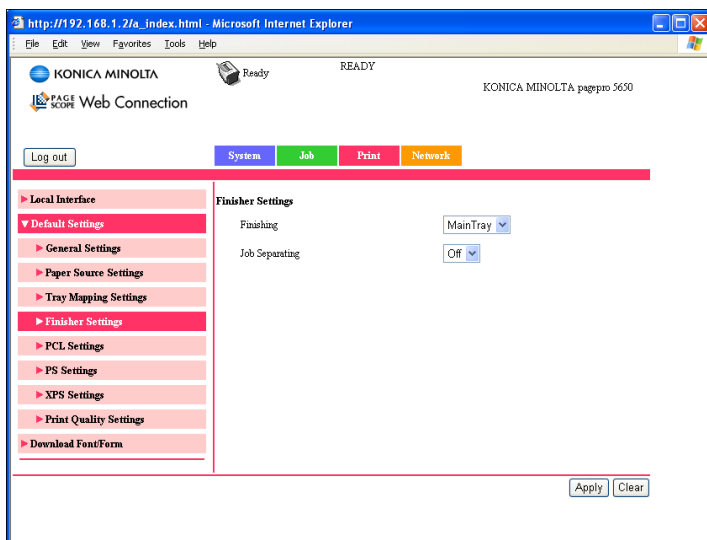 http://192.168.1.2/a_index.html - Microsoft Internet Explorer
File Edit View Favorites Tools Help
KONICA MINOLTA
Ready
READY
KONICA MINOLTA pagepro 5650
PAGE SCOPE Web Connection
Log out
System Job Print Network
Local Interface
Default Settings
General Settings
Paper Source Settings
Tray Mapping Settings
Finisher Settings
PCL Settings
PS Settings
XPS Settings
Print Quality Settings
Download Font/Form
Finisher Settings
Finishing MainTray
Job Separating Off
Apply Clear